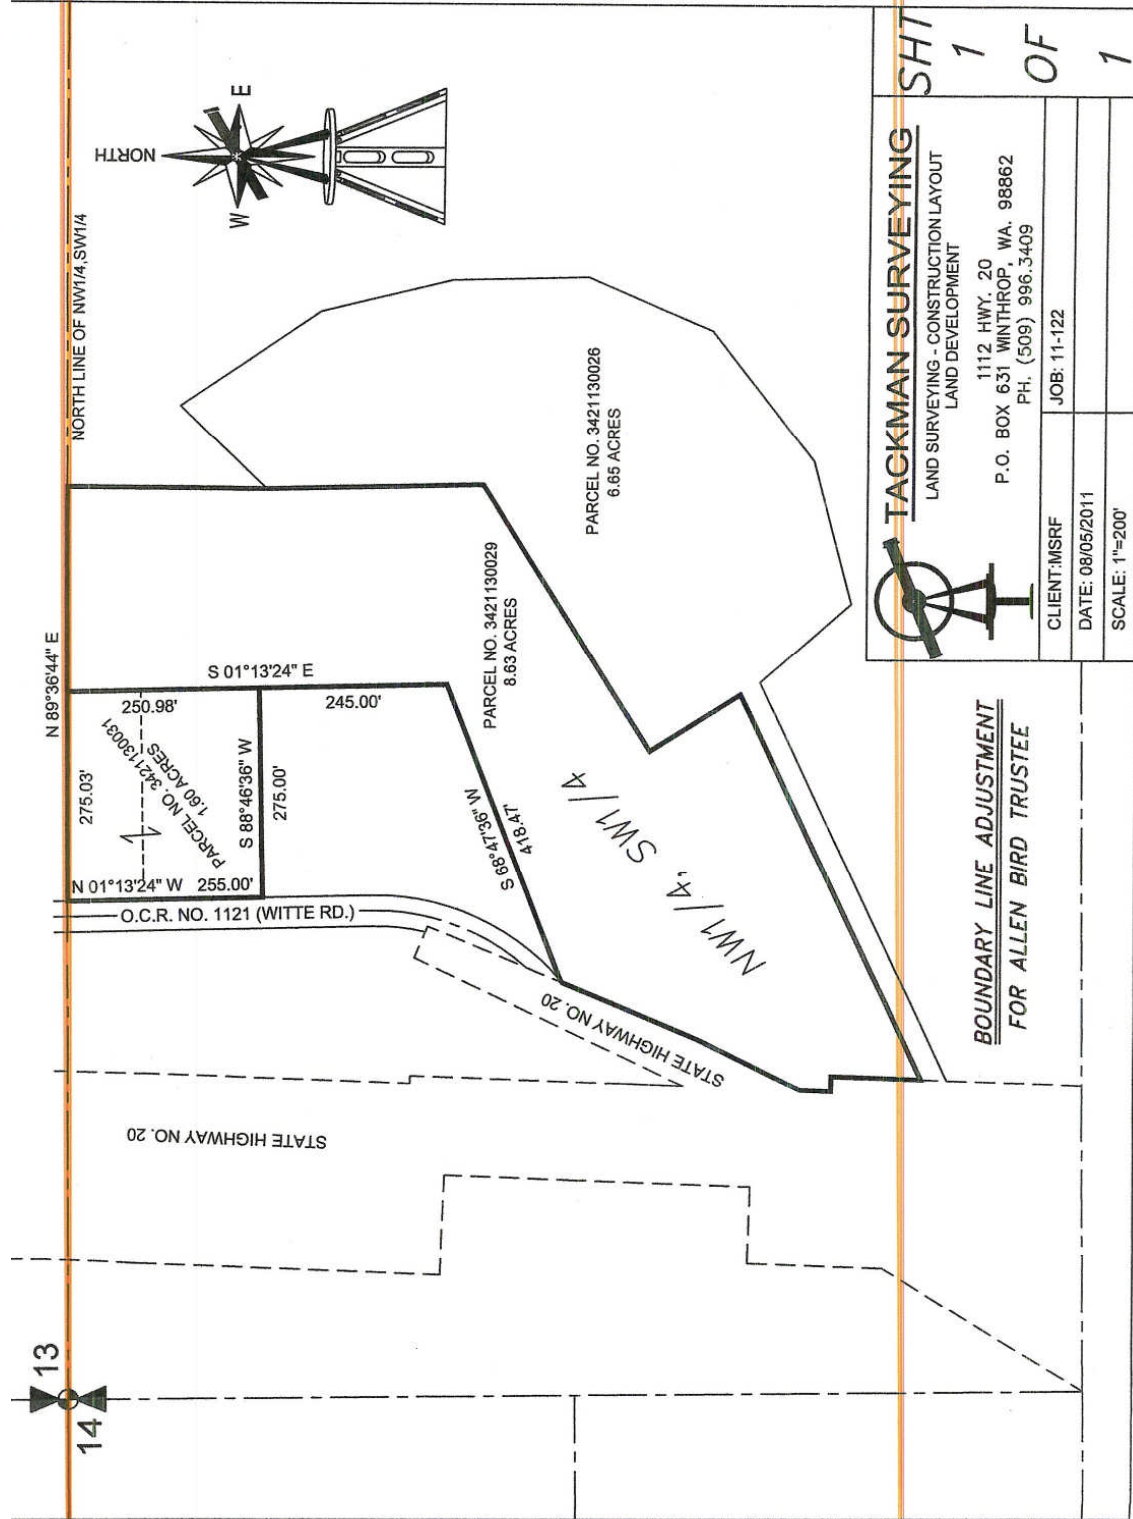 13
14
N 89°36'44" E
NORTH LINE OF NW1/4,SW1/4
NORTH
W
E
275.03'
250.98'
PARCEL NO. 3421130031
1.60 ACRES
N 01°13'24" W
255.00'
S 88°46'36" W
275.00'
S 01°13'24" E
245.00'
O.C.R. NO. 1121 (WITTE RD.)
STATE HIGHWAY NO. 20
STATE HIGHWAY NO. 20
S 68°47'36" W
418.47'
PARCEL NO. 3421130029
8.63 ACRES
PARCEL NO. 3421130026
6.65 ACRES
NW1/4, SW1/4
BOUNDARY LINE ADJUSTMENT
FOR ALLEN BIRD TRUSTEE
TACKMAN SURVEYING
LAND SURVEYING - CONSTRUCTION LAYOUT
LAND DEVELOPMENT
1112 HWY. 20
P.O. BOX 631 WINTHROP, WA. 98862
PH. (509) 996.3409
CLIENT:MSRF
JOB: 11-122
DATE: 08/05/2011
SCALE: 1"=200'
SHT
1
OF
1